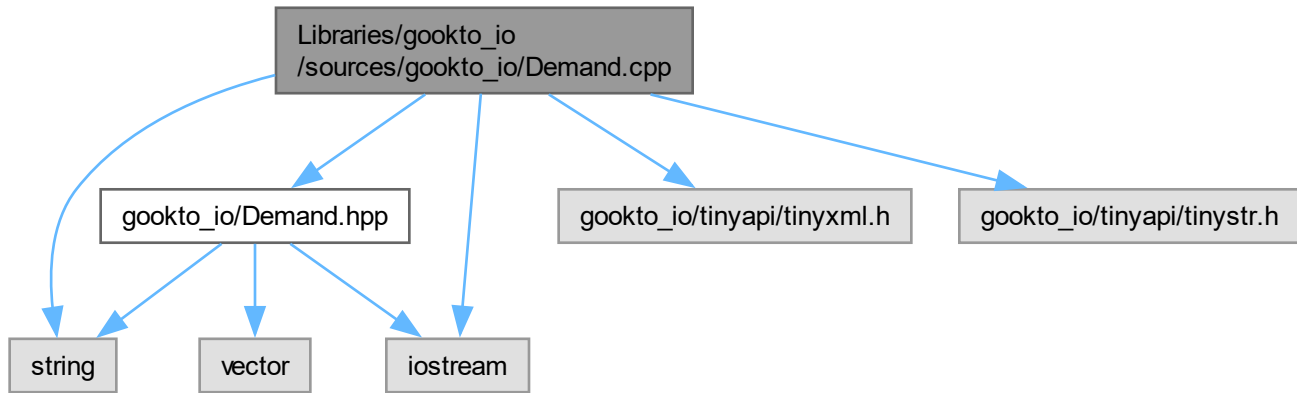 Libraries/gookto_io
/sources/gookto_io/Demand.cpp
gookto_io/Demand.hpp
gookto_io/tinyapi/tinyxml.h
gookto_io/tinyapi/tinystr.h
string
vector
iostream